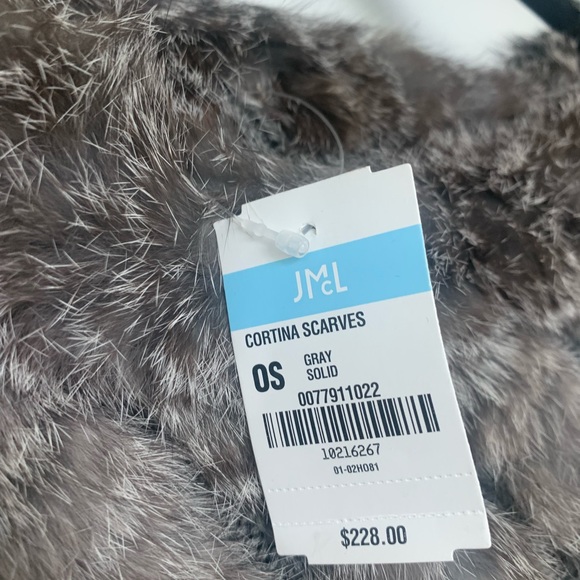 JMcL
CORTINA SCARVES
OS
GRAY
SOLID
0077911022
10216267
01-02H081
$228.00